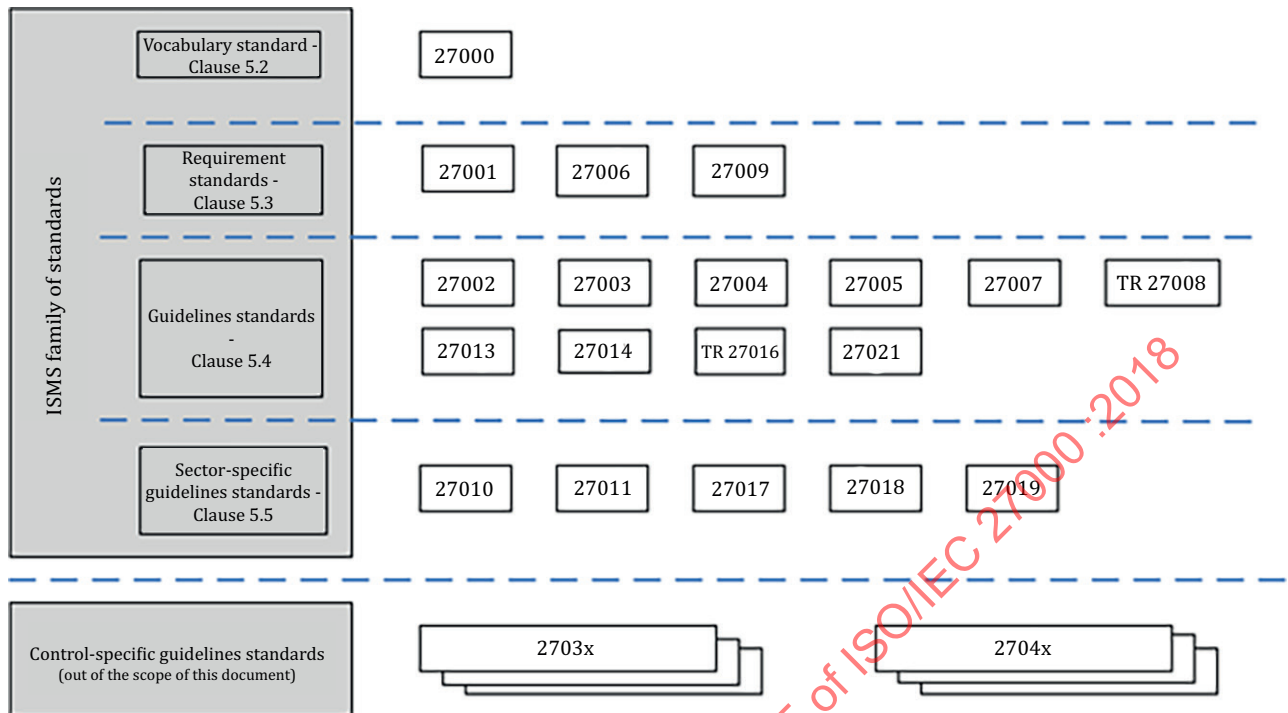 Vocabulary standard -
Clause 5.2
27000
Requirement
standards -
Clause 5.3
27001
27006
27009
ISMS family of standards
Guidelines standards
-
Clause 5.4
27002
27003
27004
27005
27007
TR 27008
27013
27014
TR 27016
27021
Sector-specific
guidelines standards -
Clause 5.5
27010
27011
27017
27018
27019
Control-specific guidelines standards
(out of the scope of this document)
2703x
2704x
of ISO/IEC 27000 :2018